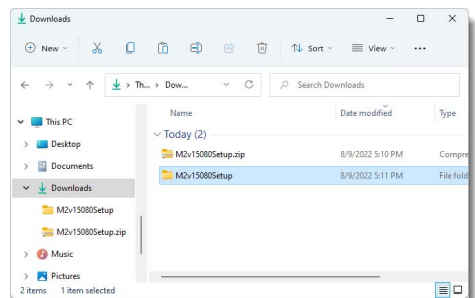 Downloads
New
Sort
View
Th... > Dow...
Search Downloads
Name
Date modified
Type
This PC
Today (2)
Desktop
M2v15080Setup.zip
8/9/2022 5:10 PM
Compre
Documents
M2v15080Setup
8/9/2022 5:11 PM
File fold
Downloads
M2v15080Setup
M2v15080Setup.zip
Music
Pictures
2 items
1 item selected